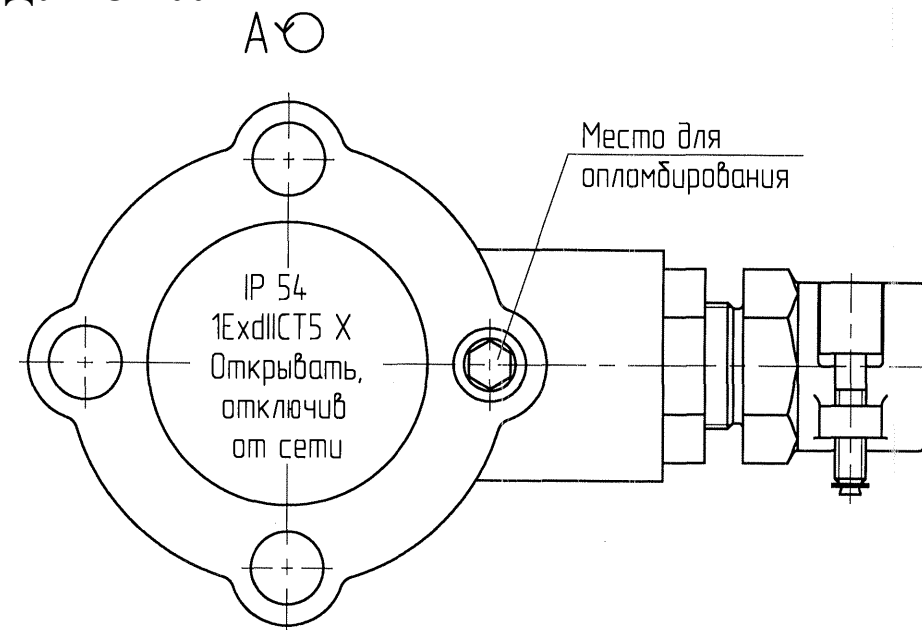 А
Место для
опломбирования
IP 54
1ExdIICT5 X
Открывать,
отключив
от сети